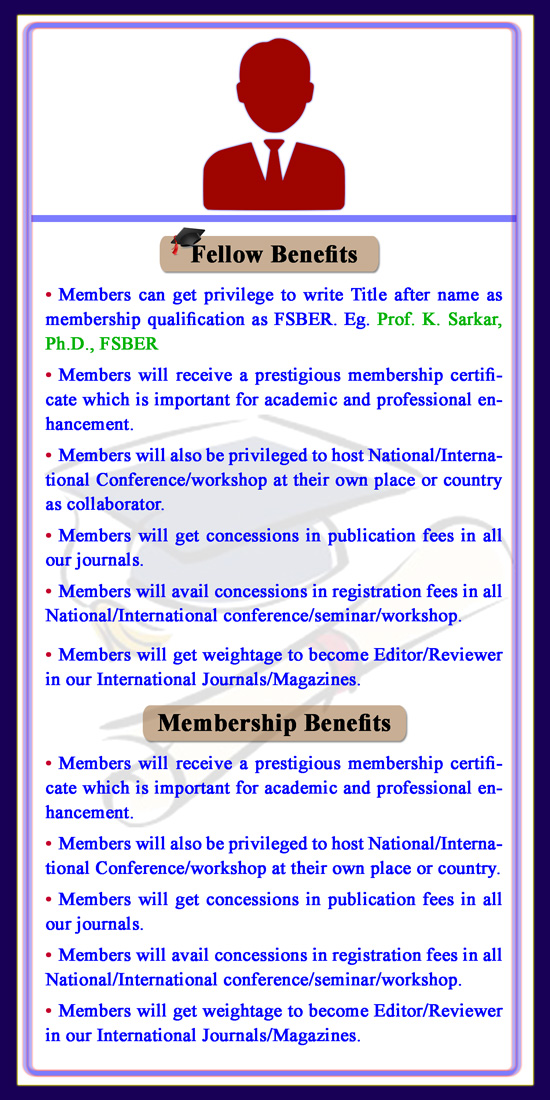 Fellow Benefits
• Members can get privilege to write Title after name as
membership qualification as FSBER. Eg. Prof. K. Sarkar,
Ph.D., FSBER
• Members will receive a prestigious membership certifi-
cate which is important for academic and professional en-
hancement.
• Members will also be privileged to host National/Interna-
tional Conference/workshop at their own place or country
as collaborator.
• Members will get concessions in publication fees in all
our journals.
• Members will avail concessions in registration fees in all
National/International conference/seminar/workshop.
• Members will get weightage to become Editor/Reviewer
in our International Journals/Magazines.
Membership Benefits
• Members will receive a prestigious membership certifi-
cate which is important for academic and professional en-
hancement.
• Members will also be privileged to host National/Interna-
tional Conference/workshop at their own place or country.
• Members will get concessions in publication fees in all
our journals.
• Members will avail concessions in registration fees in all
National/International conference/seminar/workshop.
• Members will get weightage to become Editor/Reviewer
in our International Journals/Magazines.